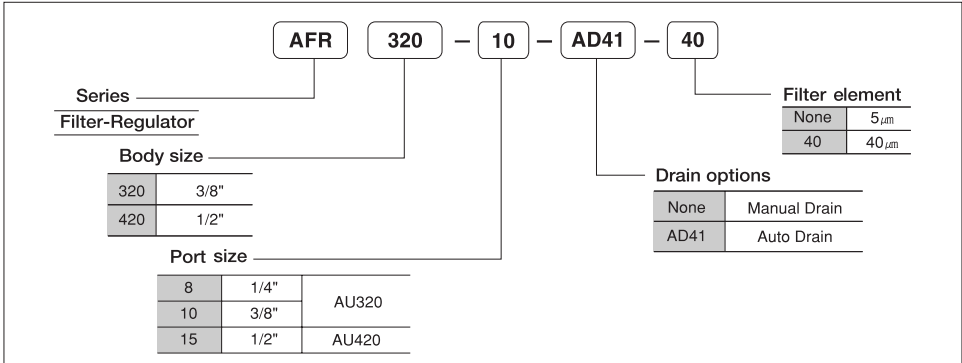 AFR 320 – 10 – AD41 – 40
Series
Filter-Regulator
Body size
320 3/8"
420 1/2"
Port size
8 1/4" AU320
10 3/8"
15 1/2" AU420
Drain options
None Manual Drain
AD41 Auto Drain
Filter element
None 5㎛
40 40㎛